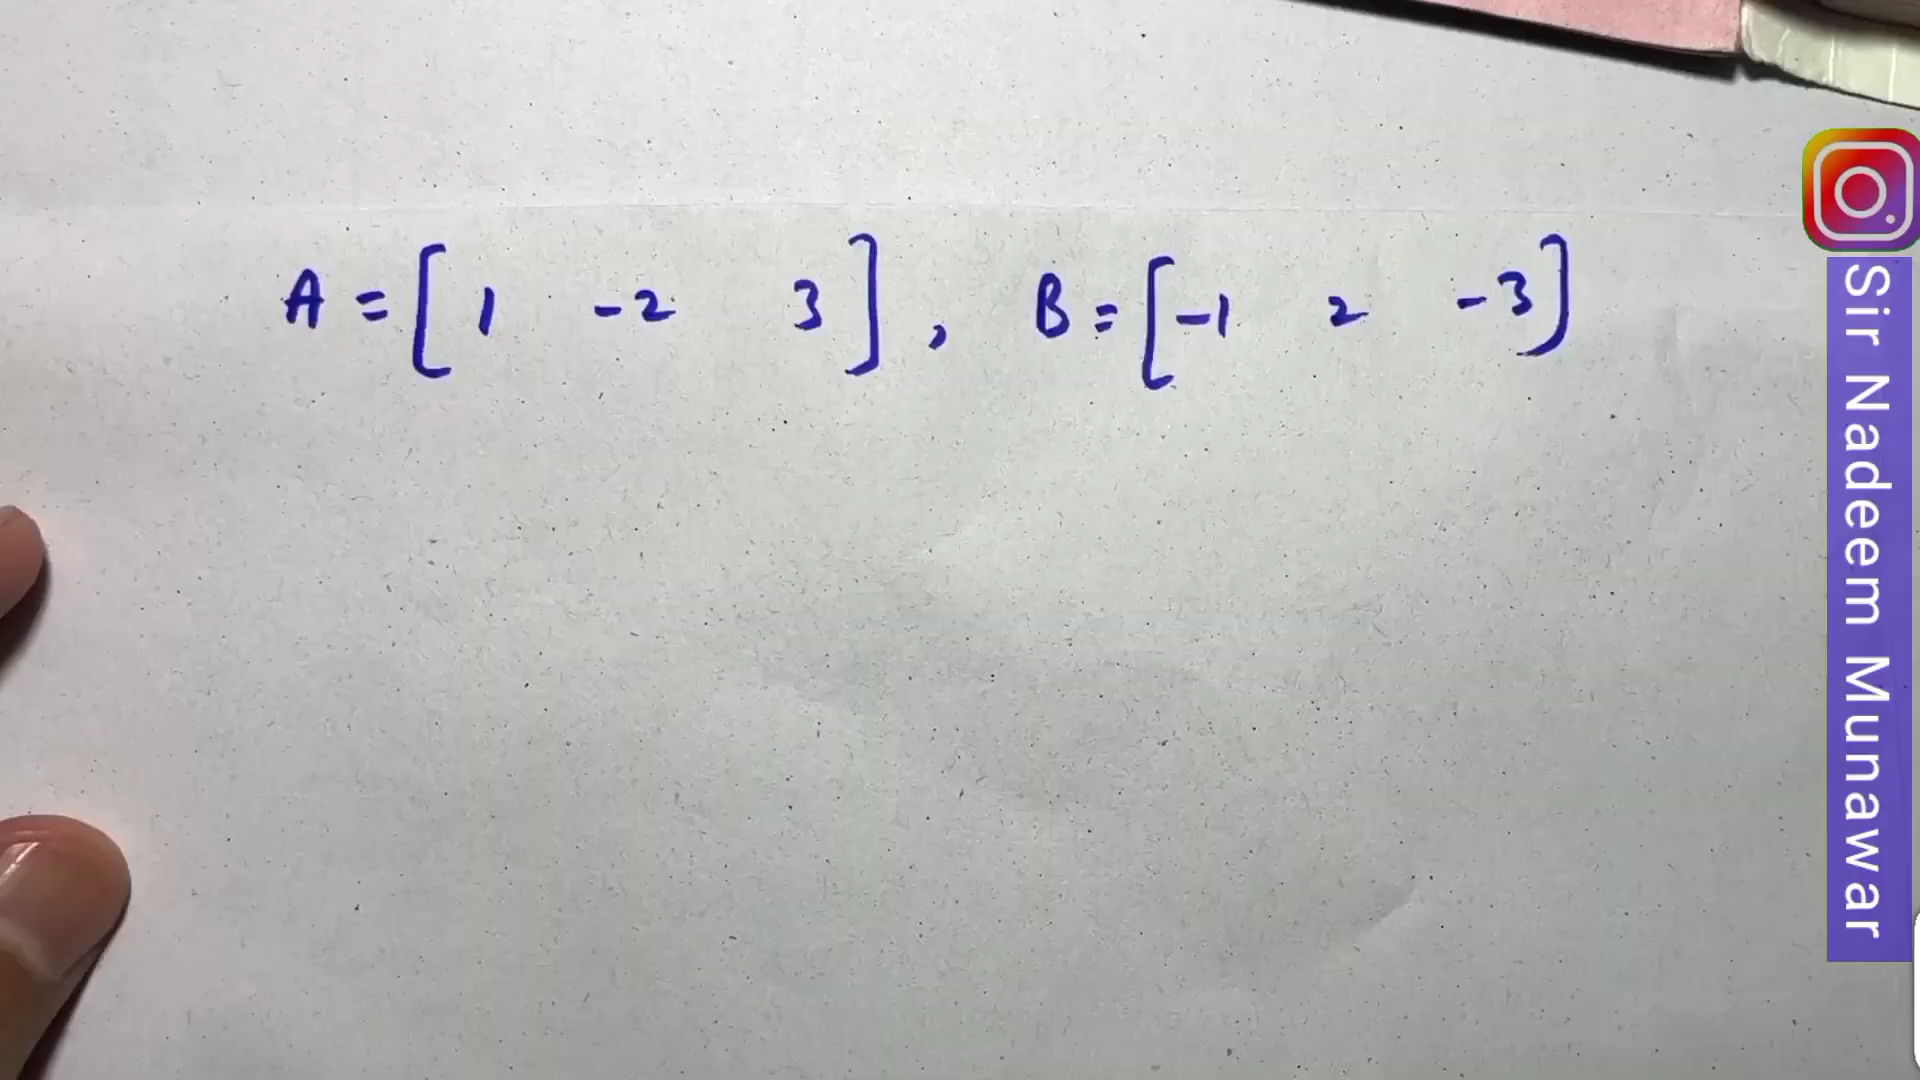 A = [ 1 -2 3 ] , B = [ -1 2 -3 ]
Sir Nadeem Munawar